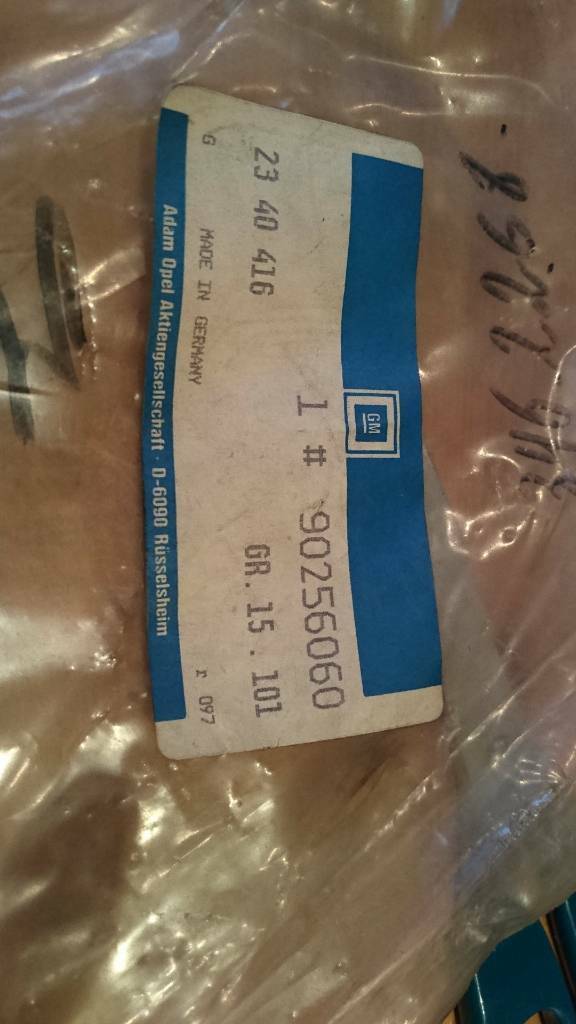 GM
1 # 90256060
23 40 416 GR. 15 . 101
G MADE IN GERMANY r 097
Adam Opel Aktiengesellschaft · D-6090 Rüsselsheim